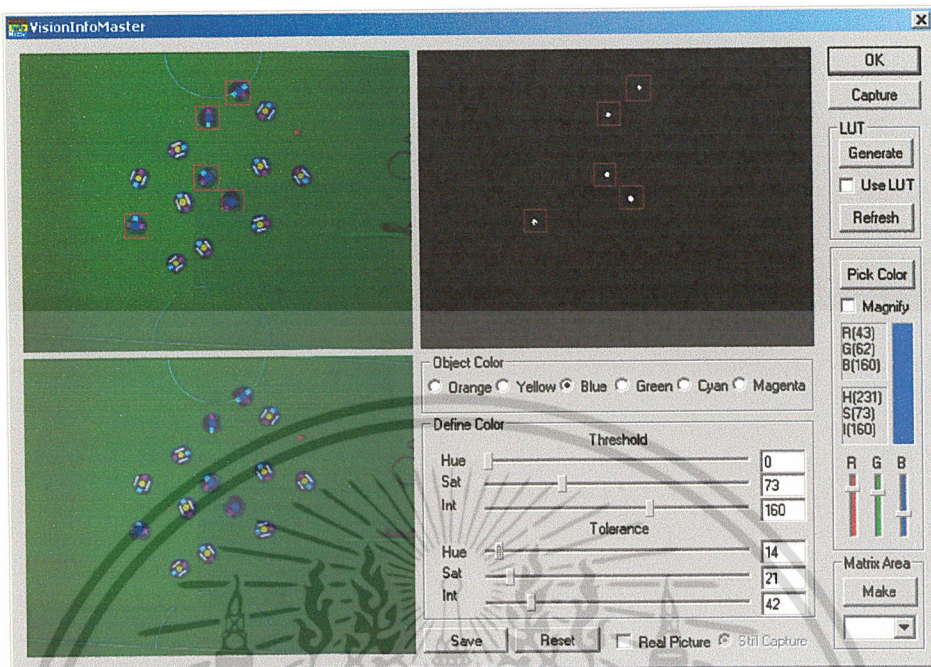 VisionInfoMaster
OK
Capture
LUT
Generate
Use LUT
Refresh
Pick Color
Magnify
R(43)
G(62)
B(160)
H(231)
S(73)
I(160)
R G B
Matrix Area
Make
Object Color
Orange Yellow Blue Green Cyan Magenta
Define Color
Threshold
Hue 0
Sat 73
Int 160
Tolerance
Hue 14
Sat 21
Int 42
Save Reset Real Picture Stril Capture